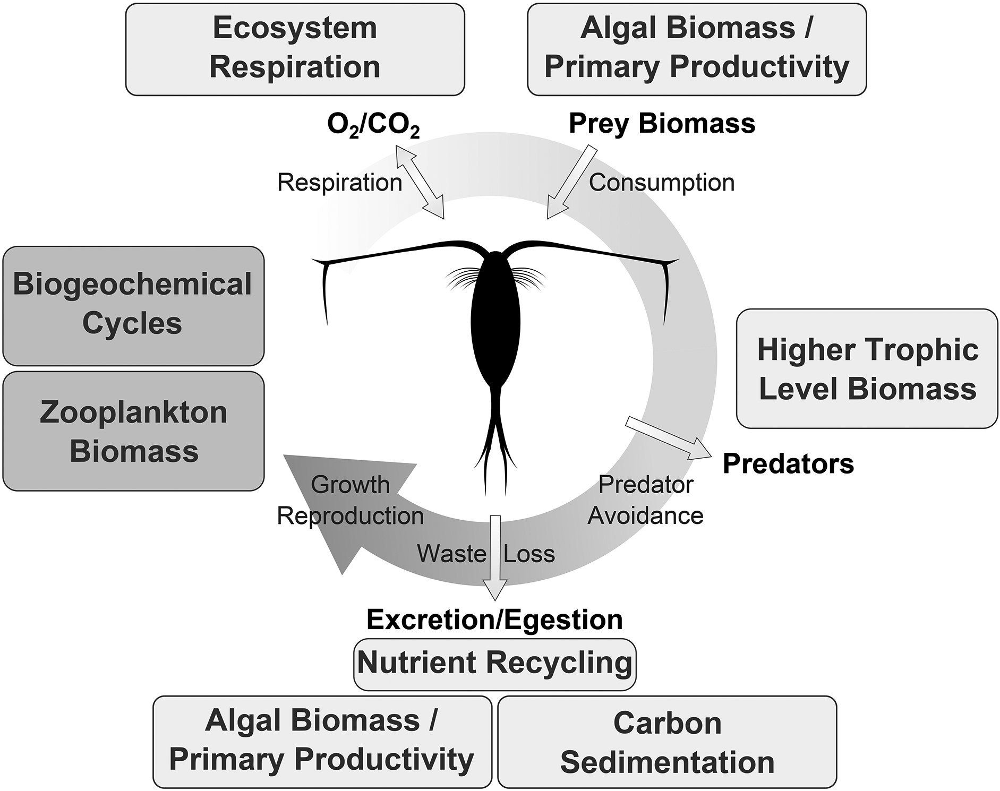 Ecosystem
Respiration
Algal Biomass /
Primary Productivity
O₂/CO₂
Prey Biomass
Respiration
Consumption
Biogeochemical
Cycles
Zooplankton
Biomass
Higher Trophic
Level Biomass
Predators
Predator
Avoidance
Growth
Reproduction
Waste Loss
Excretion/Egestion
Nutrient Recycling
Algal Biomass /
Primary Productivity
Carbon
Sedimentation